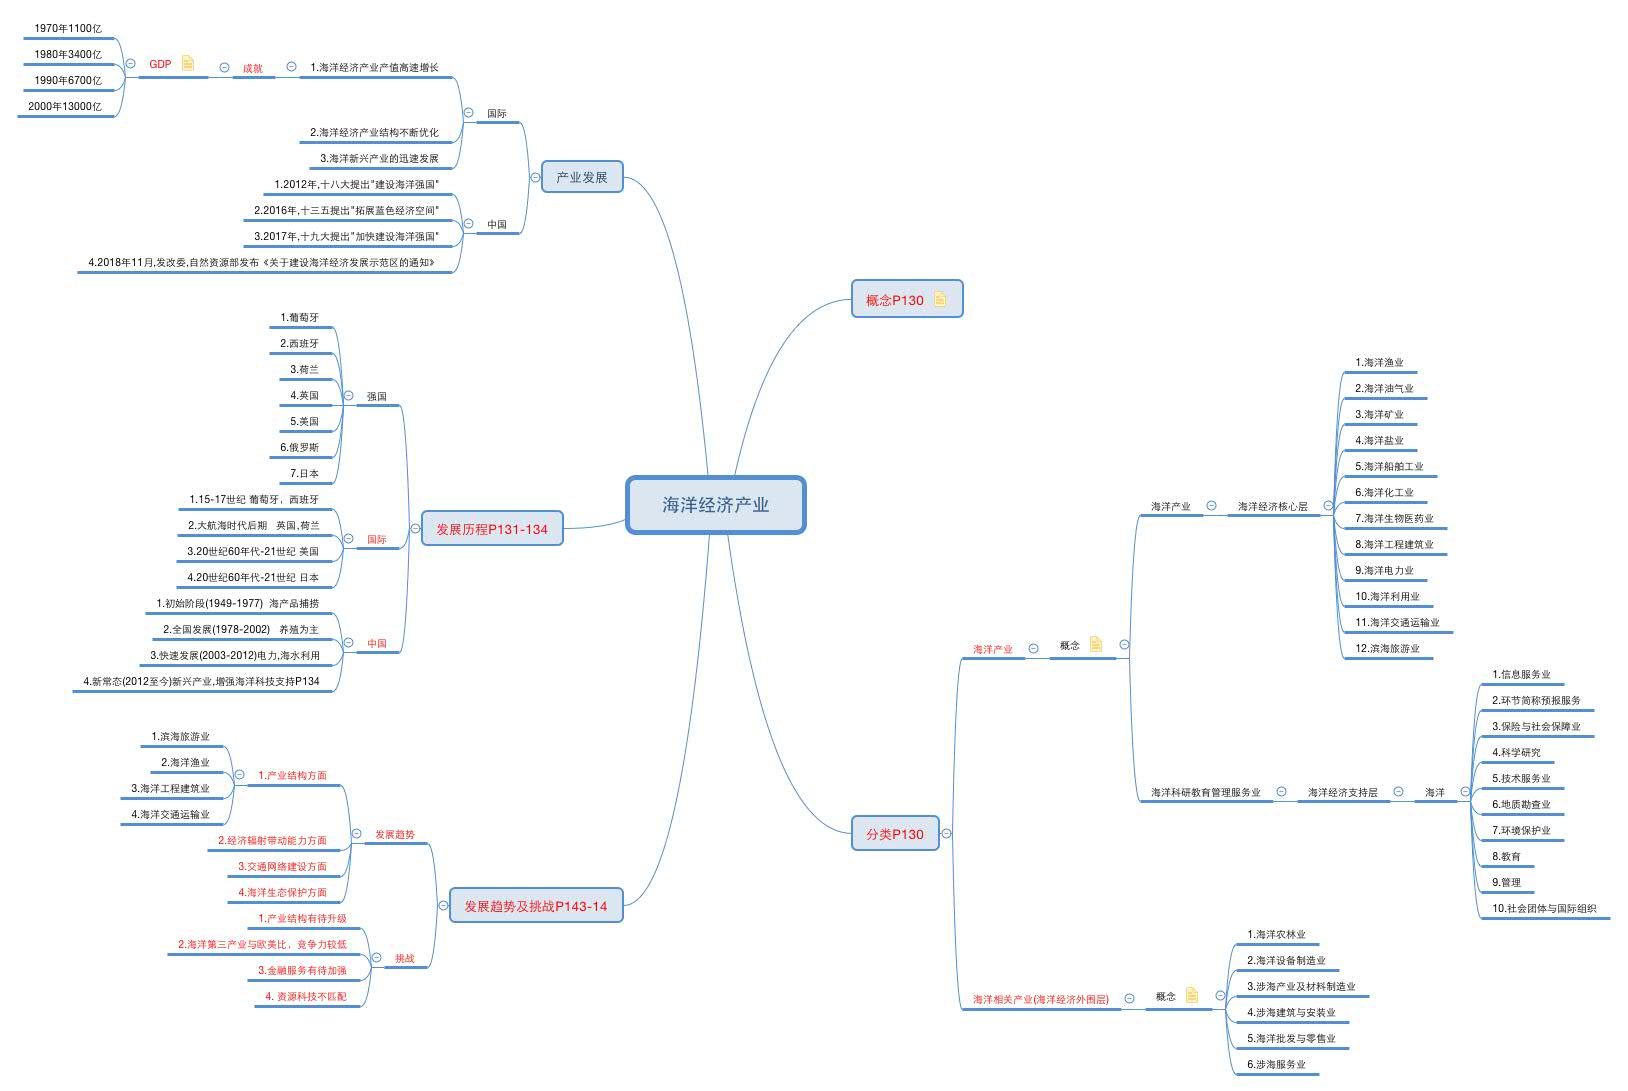 海洋经济产业
产业发展
国际
1.海洋经济产业产值高速增长
成就
GDP
1970年1100亿
1980年3400亿
1990年6700亿
2000年13000亿
2.海洋经济产业结构不断优化
3.海洋新兴产业的迅速发展
中国
1.2012年,十八大提出"建设海洋强国"
2.2016年,十三五提出"拓展蓝色经济空间"
3.2017年,十九大提出"加快建设海洋强国"
4.2018年11月,发改委,自然资源部发布《关于建设海洋经济发展示范区的通知》
发展历程P131-134
强国
1.葡萄牙
2.西班牙
3.荷兰
4.英国
5.美国
6.俄罗斯
7.日本
国际
1.15-17世纪 葡萄牙，西班牙
2.大航海时代后期 英国,荷兰
3.20世纪60年代-21世纪 美国
4.20世纪60年代-21世纪 日本
中国
1.初始阶段(1949-1977) 海产品捕捞
2.全国发展(1978-2002) 养殖为主
3.快速发展(2003-2012)电力,海水利用
4.新常态(2012至今)新兴产业,增强海洋科技支持P134
发展趋势及挑战P143-14
发展趋势
1.产业结构方面
1.滨海旅游业
2.海洋渔业
3.海洋工程建筑业
4.海洋交通运输业
2.经济辐射带动能力方面
3.交通网络建设方面
4.海洋生态保护方面
挑战
1.产业结构有待升级
2.海洋第三产业与欧美比，竞争力较低
3.金融服务有待加强
4. 资源科技不匹配
概念P130
分类P130
海洋产业
概念
海洋产业
海洋经济核心层
1.海洋渔业
2.海洋油气业
3.海洋矿业
4.海洋盐业
5.海洋船舶工业
6.海洋化工业
7.海洋生物医药业
8.海洋工程建筑业
9.海洋电力业
10.海洋利用业
11.海洋交通运输业
12.滨海旅游业
海洋科研教育管理服务业
海洋经济支持层
海洋
1.信息服务业
2.环节简称预报服务
3.保险与社会保障业
4.科学研究
5.技术服务业
6.地质勘查业
7.环境保护业
8.教育
9.管理
10.社会团体与国际组织
海洋相关产业(海洋经济外围层)
概念
1.海洋农林业
2.海洋设备制造业
3.涉海产业及材料制造业
4.涉海建筑与安装业
5.海洋批发与零售业
6.涉海服务业